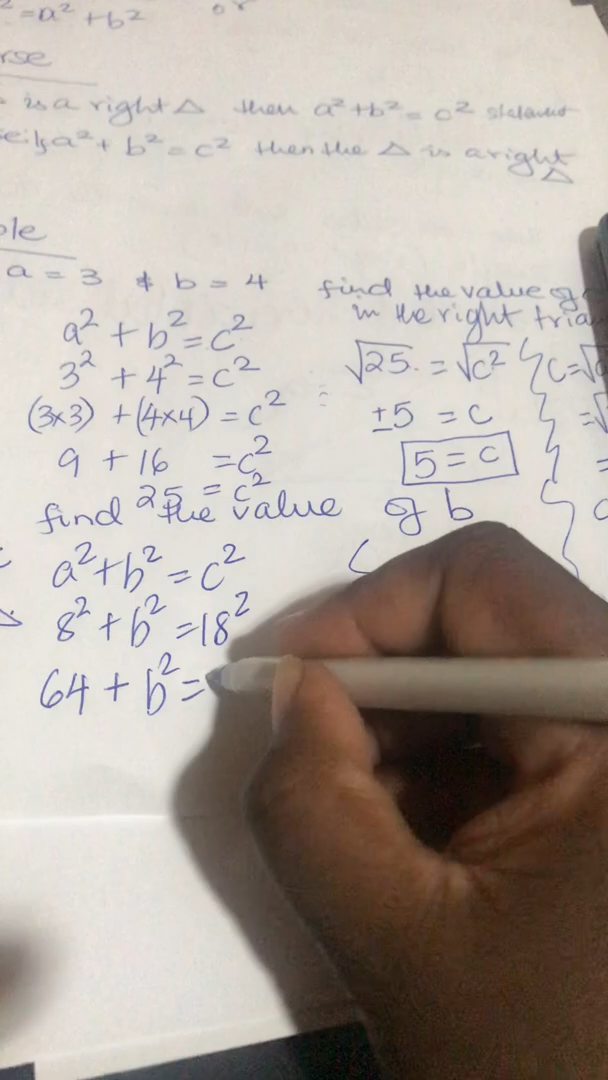 ² = a² + b²
rse
is a right △ then a² + b² = c²
a² + b² = c² then the △ is a right △
ple
a = 3 & b = 4 find the value of
in the right
a² + b² = c²
3² + 4² = c²
(3x3) + (4x4) = c²
9 + 16 = c²
25 = c²
√25 = √c²
±5 = c
5 = c
c = √
= √
=
c
find the value of b
a² + b² = c²
8² + b² = 18²
64 + b² =